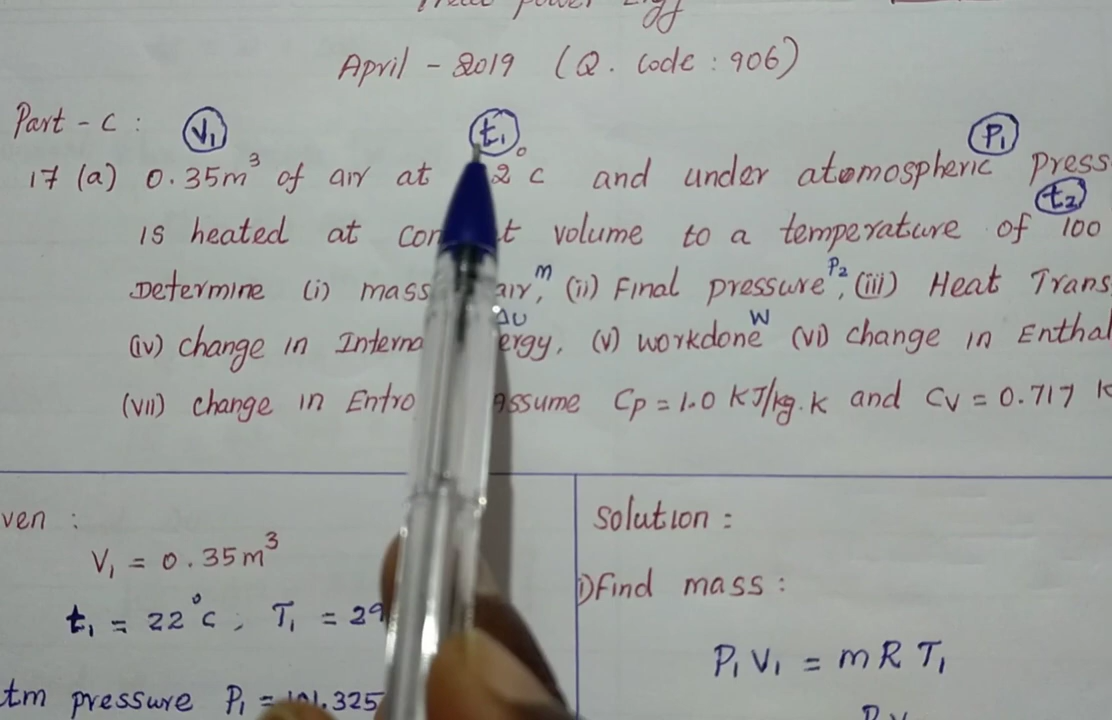 April - 2019 (Q. Code : 906)
Part - C :
V₁ t₁ P₁
17 (a) 0.35m³ of air at 2°C and under atomospheric press
t₂
is heated at con t volume to a temperature of 100
Determine (i) mass air, m (ii) Final pressure P₂, (iii) Heat Trans
ΔU W
(iv) change in Interna ergy, (v) workdone (vi) change in Enthal
(vii) change in Entro Assume Cp = 1.0 KJ/kg.K and Cv = 0.717 K
ven :
V₁ = 0.35m³
t₁ = 22°C , T₁ = 29
tm pressure P₁ = 101.325
Solution :
i) Find mass :
P₁ V₁ = m R T₁